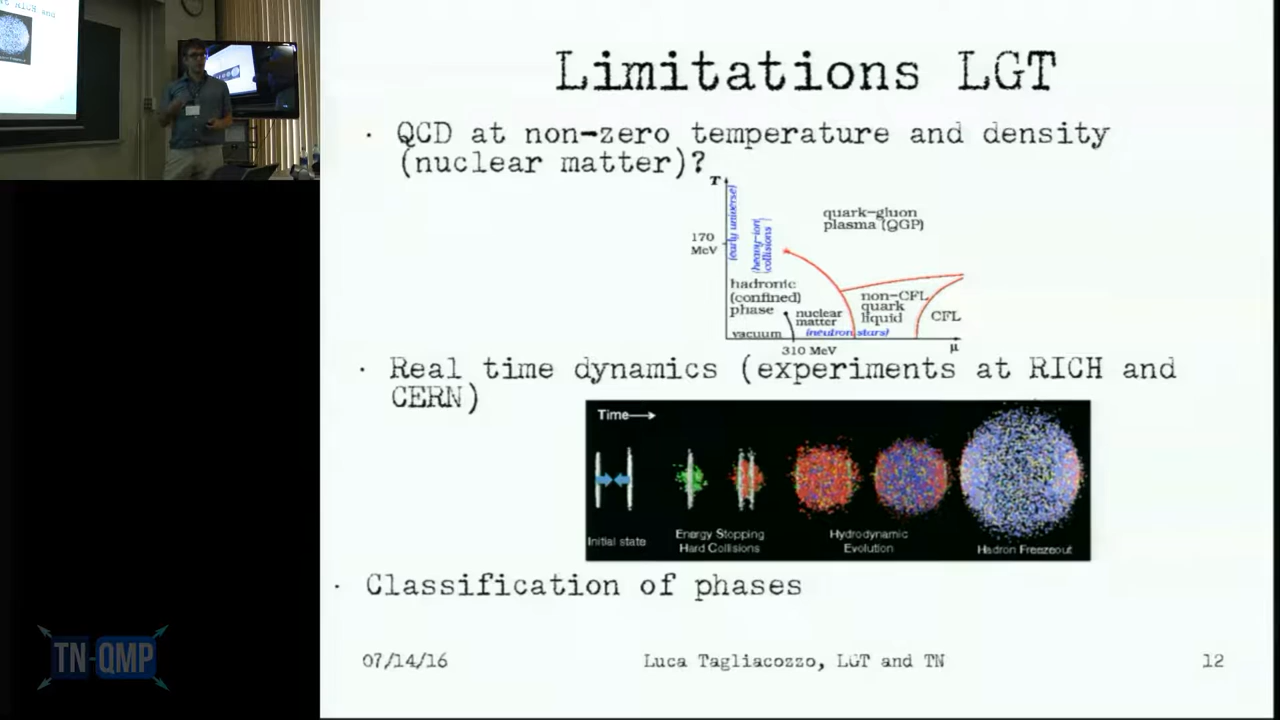 Limitations LGT
· QCD at non-zero temperature and density
(nuclear matter)?
T
(early universe)
(heavy-ion
collisions
quark-gluon
plasma (QGP)
170
MeV
hadronic
(confined)
phase
nuclear
matter
non-CFL
quark
liquid
CFL
vacuum
(neutron stars)
310 MeV
μ
· Real time dynamics (experiments at RICH and
CERN)
Time
Initial state
Energy Stopping
Hard Collisions
Hydrodynamic
Evolution
Hadron Freezeout
· Classification of phases
TN-QMP
07/14/16
Luca Tagliacozzo, LGT and TN
12